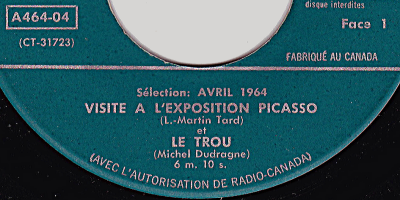 disque interdites
A464-04
Face 1
(CT-31723)
FABRIQUÉ AU CANADA
Sélection: AVRIL 1964
VISITE A L'EXPOSITION PICASSO
(L.-Martin Tard)
et
LE TROU
(Michel Dudragne)
6 m. 10 s.
(AVEC L'AUTORISATION DE RADIO-CANADA)